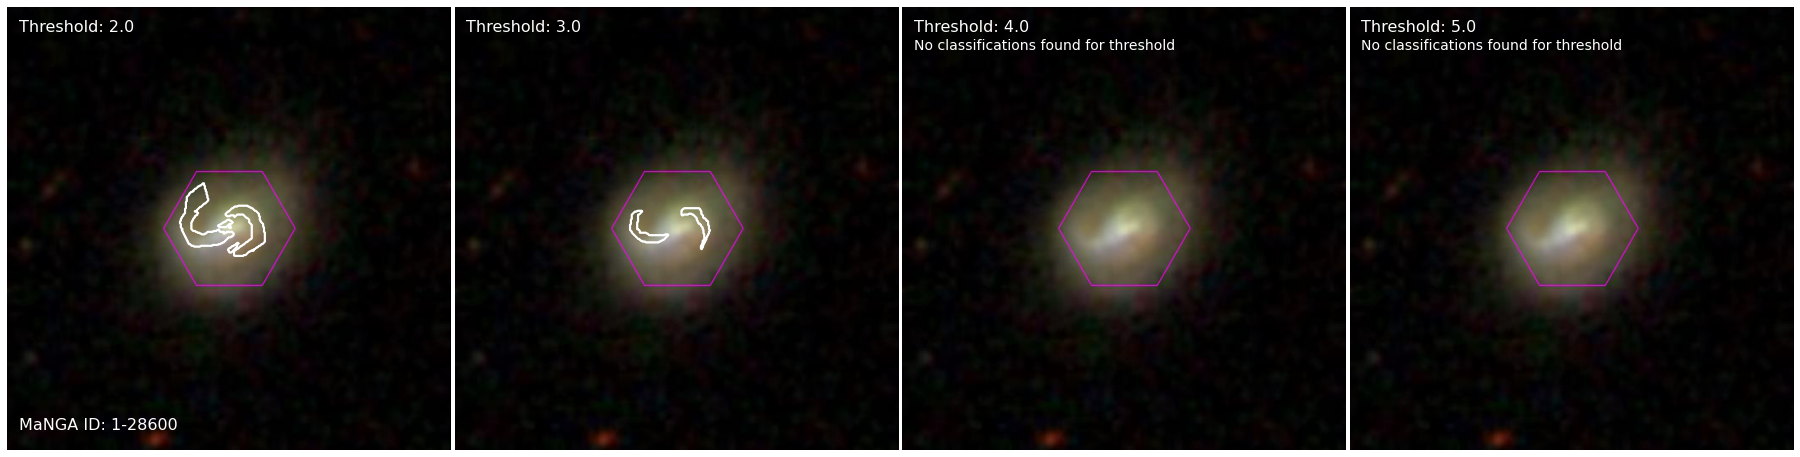 Threshold: 2.0
MaNGA ID: 1-28600
Threshold: 3.0
Threshold: 4.0
No classifications found for threshold
Threshold: 5.0
No classifications found for threshold